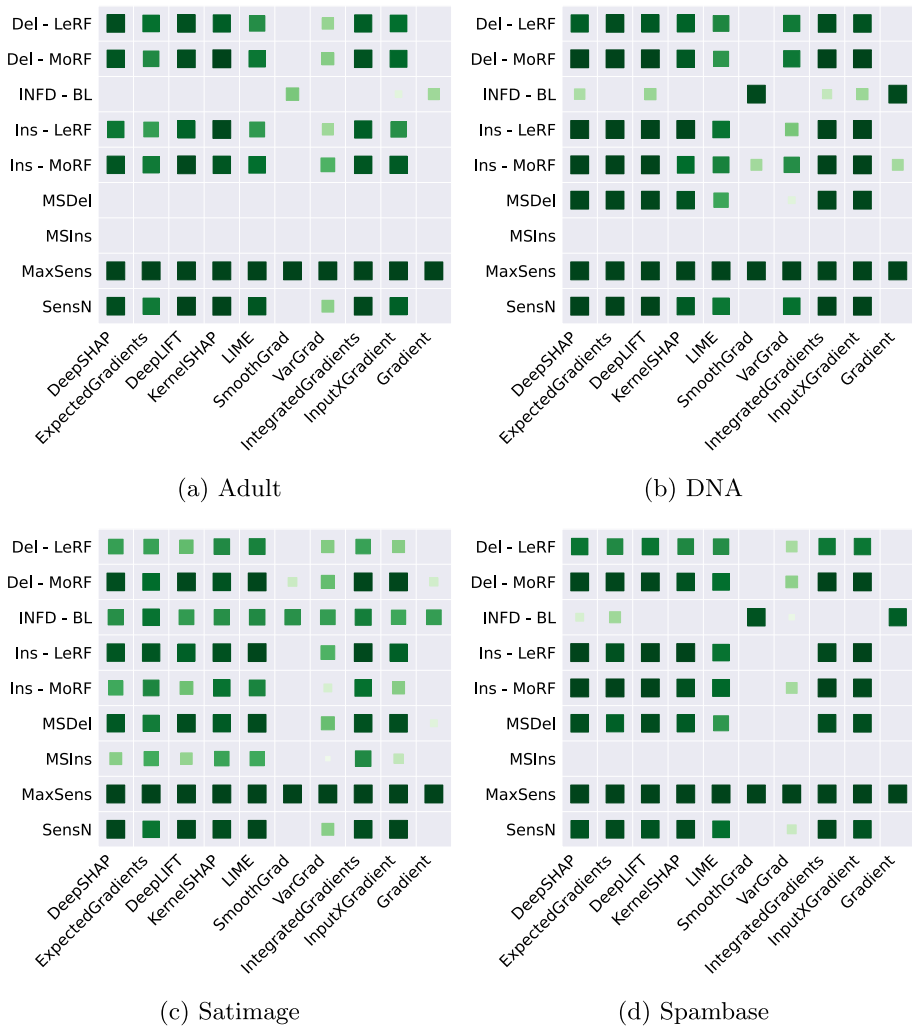 Del - LeRF
Del - MoRF
INFD - BL
Ins - LeRF
Ins - MoRF
MSDel
MSIns
MaxSens
SensN
DeepSHAP
ExpectedGradients
DeepLIFT
KernelSHAP
LIME
SmoothGrad
VarGrad
IntegratedGradients
InputXGradient
Gradient
(a) Adult
Del - LeRF
Del - MoRF
INFD - BL
Ins - LeRF
Ins - MoRF
MSDel
MSIns
MaxSens
SensN
DeepSHAP
ExpectedGradients
DeepLIFT
KernelSHAP
LIME
SmoothGrad
VarGrad
IntegratedGradients
InputXGradient
Gradient
(b) DNA
Del - LeRF
Del - MoRF
INFD - BL
Ins - LeRF
Ins - MoRF
MSDel
MSIns
MaxSens
SensN
DeepSHAP
ExpectedGradients
DeepLIFT
KernelSHAP
LIME
SmoothGrad
VarGrad
IntegratedGradients
InputXGradient
Gradient
(c) Satimage
Del - LeRF
Del - MoRF
INFD - BL
Ins - LeRF
Ins - MoRF
MSDel
MSIns
MaxSens
SensN
DeepSHAP
ExpectedGradients
DeepLIFT
KernelSHAP
LIME
SmoothGrad
VarGrad
IntegratedGradients
InputXGradient
Gradient
(d) Spambase